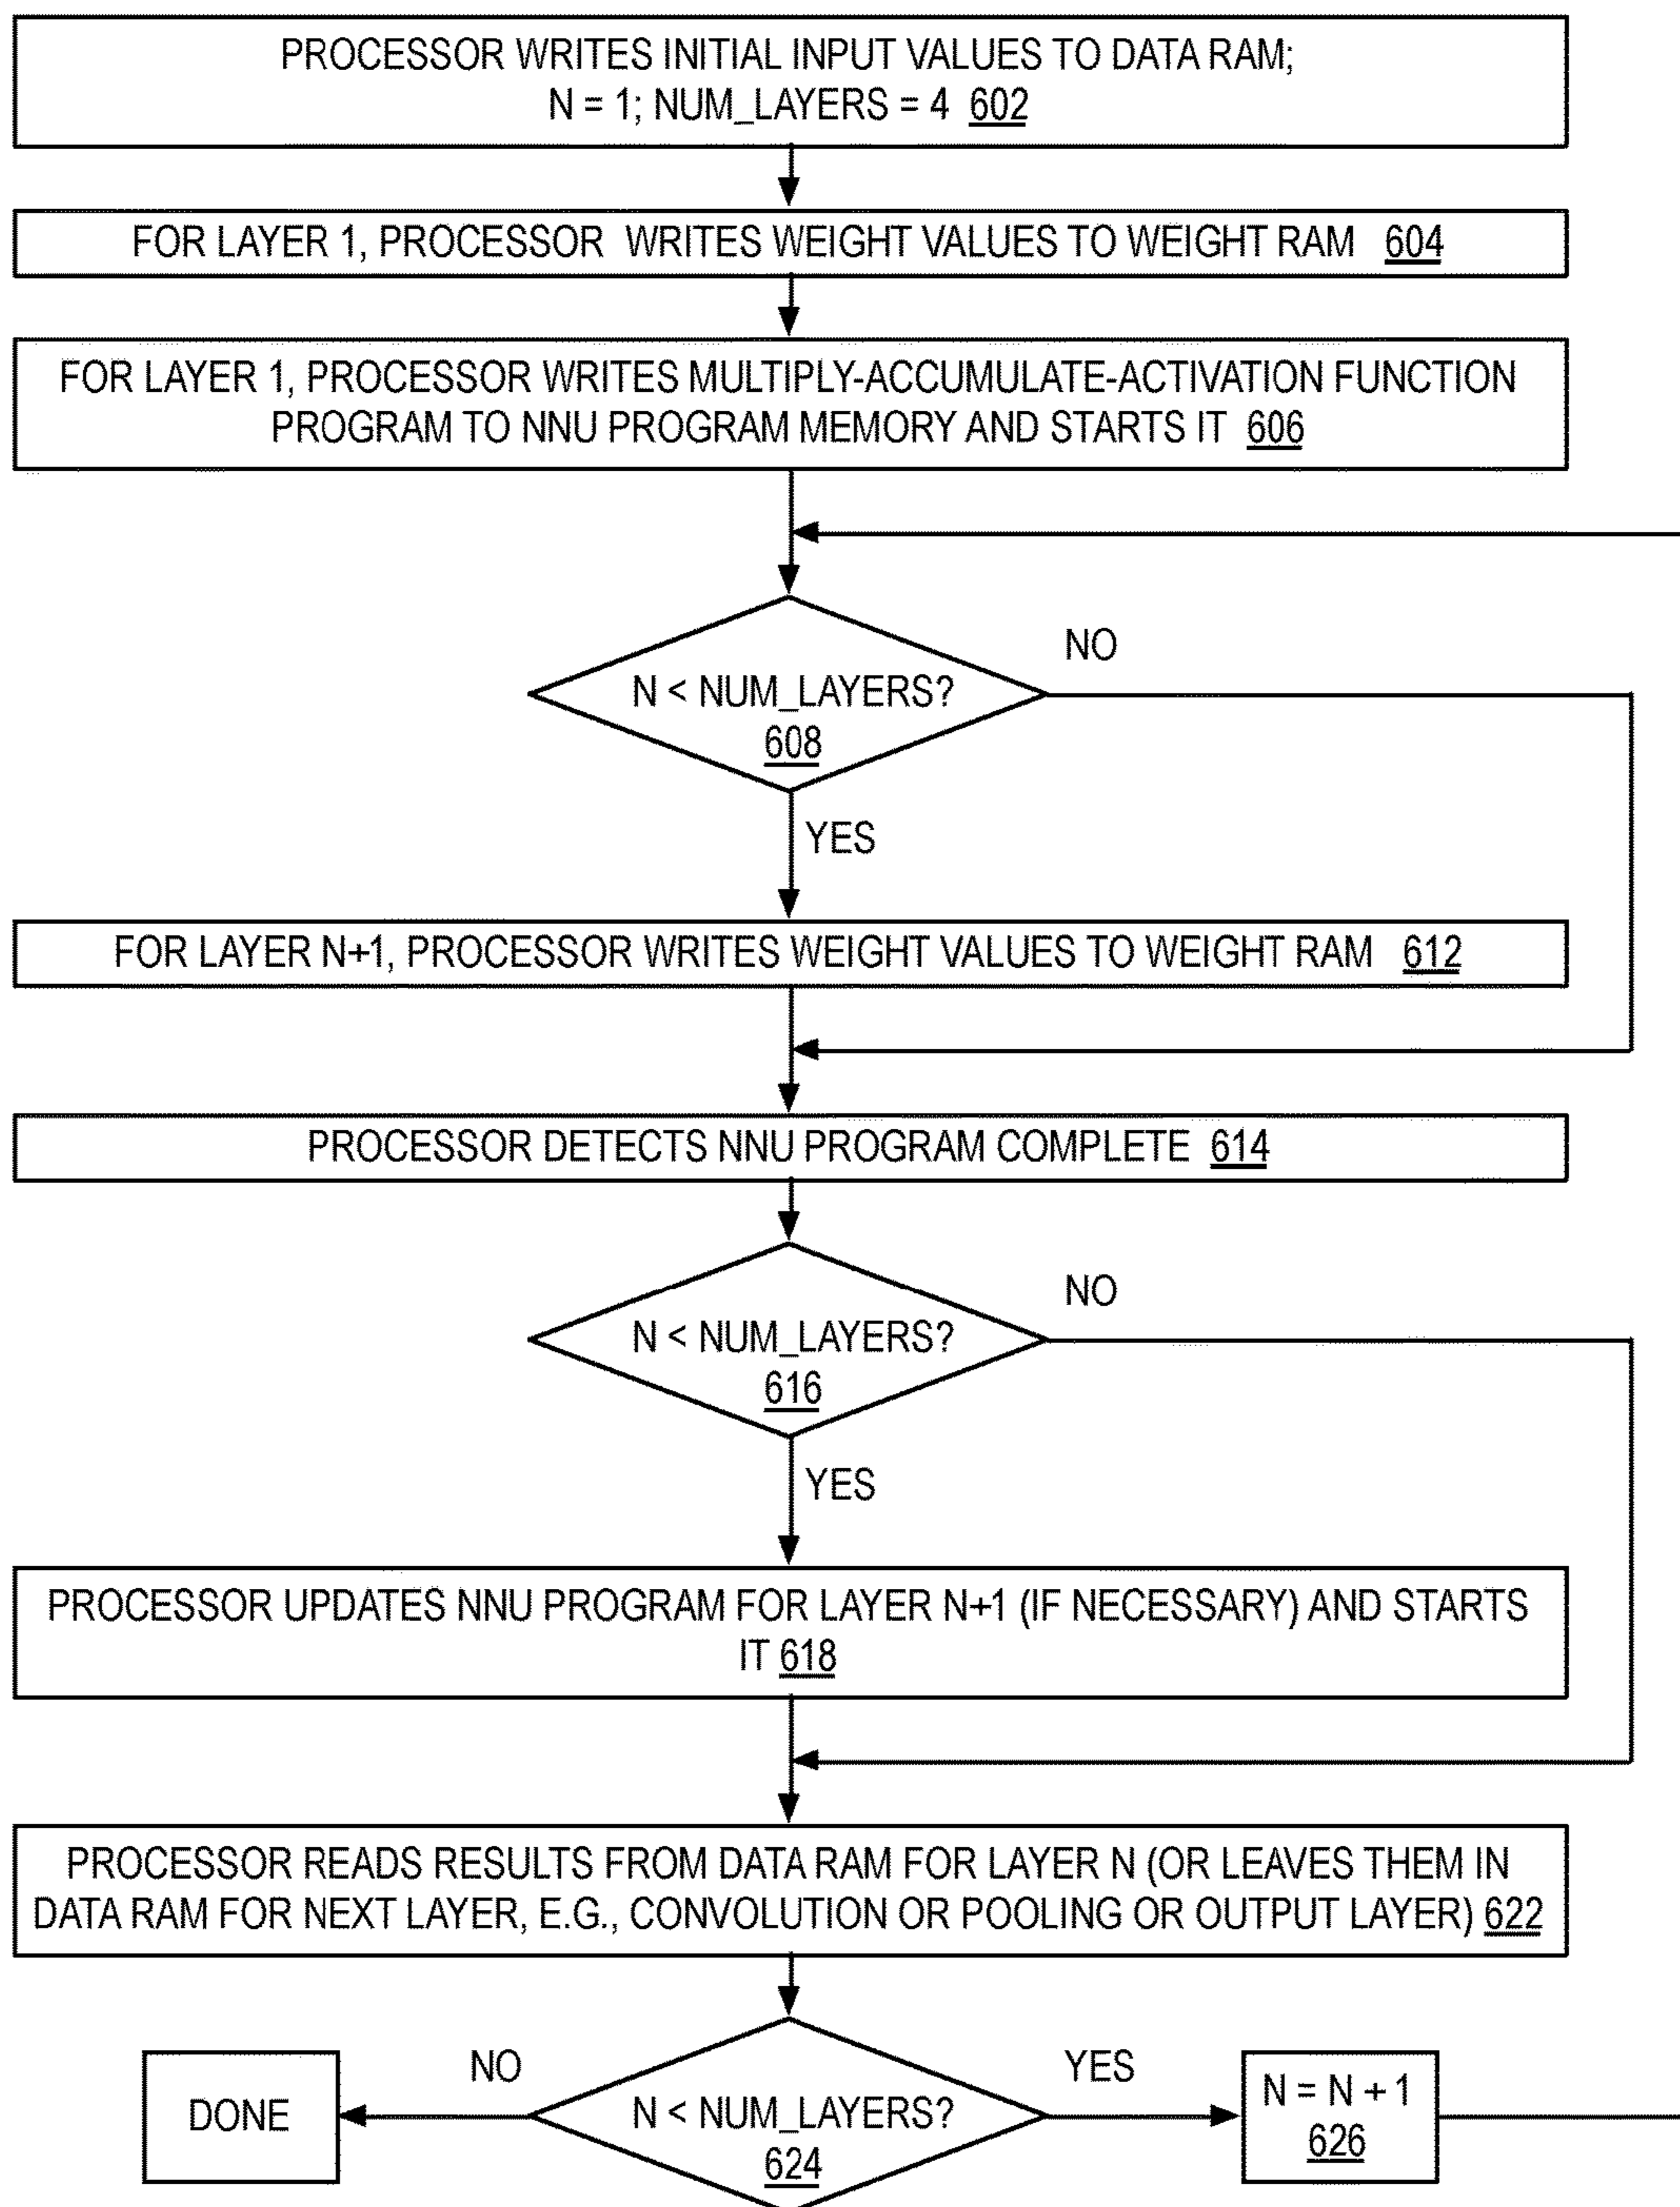 PROCESSOR WRITES INITIAL INPUT VALUES TO DATA RAM;
N = 1; NUM_LAYERS = 4 602
FOR LAYER 1, PROCESSOR WRITES WEIGHT VALUES TO WEIGHT RAM 604
FOR LAYER 1, PROCESSOR WRITES MULTIPLY-ACCUMULATE-ACTIVATION FUNCTION
PROGRAM TO NNU PROGRAM MEMORY AND STARTS IT 606
NO
N < NUM_LAYERS?
608
YES
FOR LAYER N+1, PROCESSOR WRITES WEIGHT VALUES TO WEIGHT RAM 612
PROCESSOR DETECTS NNU PROGRAM COMPLETE 614
NO
N < NUM_LAYERS?
616
YES
PROCESSOR UPDATES NNU PROGRAM FOR LAYER N+1 (IF NECESSARY) AND STARTS
IT 618
PROCESSOR READS RESULTS FROM DATA RAM FOR LAYER N (OR LEAVES THEM IN
DATA RAM FOR NEXT LAYER, E.G., CONVOLUTION OR POOLING OR OUTPUT LAYER) 622
NO
YES
DONE
N < NUM_LAYERS?
624
N = N + 1
626